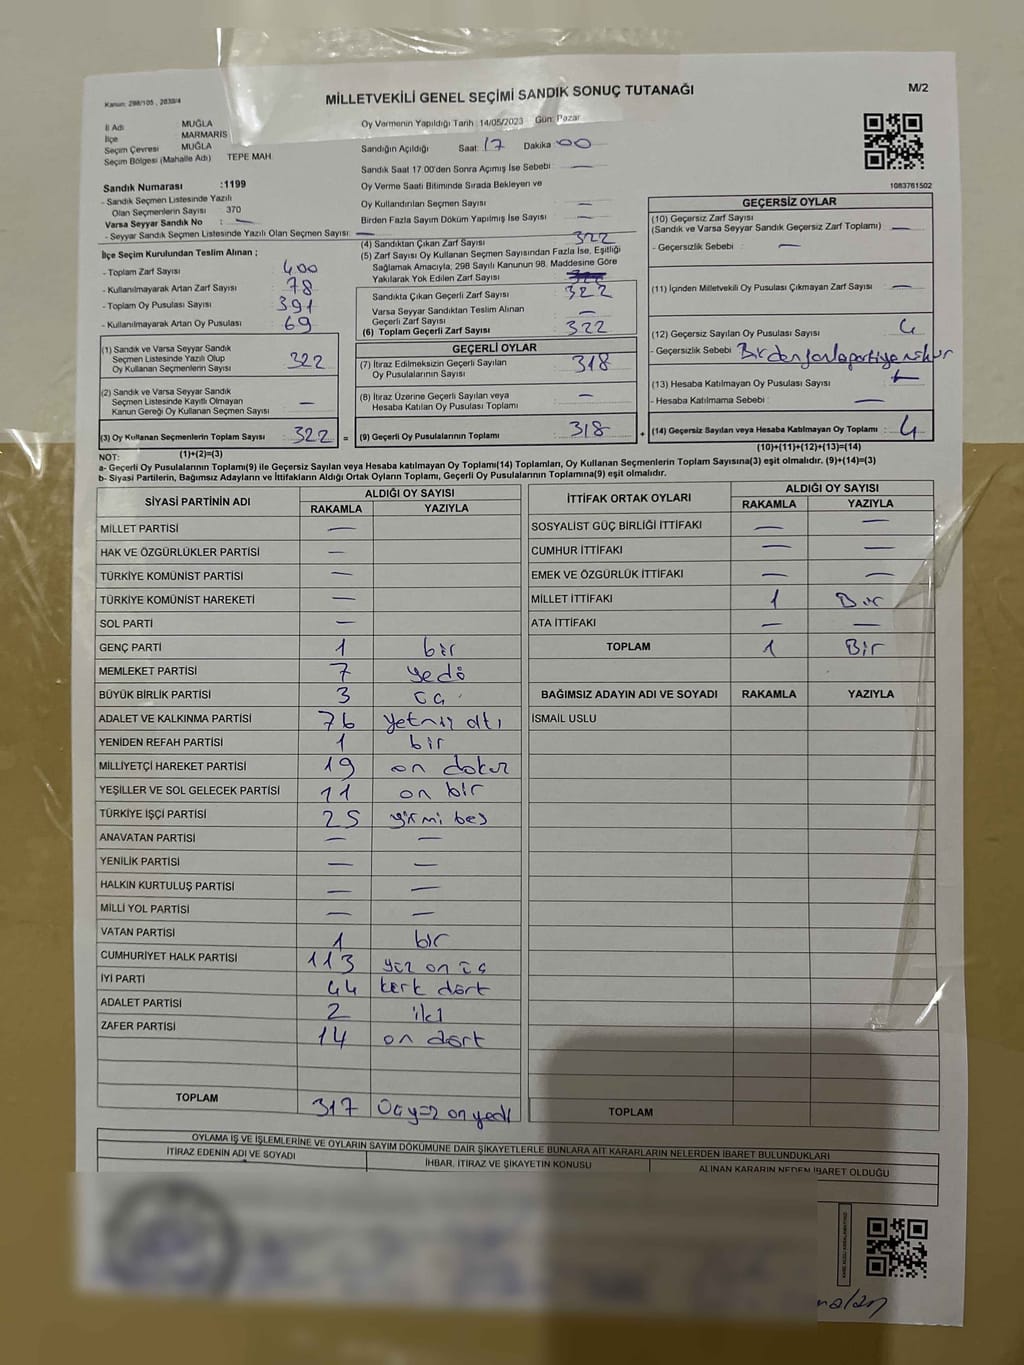 Kanun: 298/105 , 2839/4
MİLLETVEKİLİ GENEL SEÇİMİ SANDIK SONUÇ TUTANAĞI
M/2
İl Adı : MUĞLA
İlçe : MARMARİS
Seçim Çevresi : MUĞLA
Seçim Bölgesi (Mahalle Adı) TEPE MAH.
Oy Vermenin Yapıldığı Tarih 14/05/2023 Gün: Pazar
Sandığın Açıldığı Saat: 17 Dakika 00
Sandık Saat 17:00'den Sonra Açılmış İse Sebebi : —
Oy Verme Saati Bitiminde Sırada Bekleyen ve
Oy Kullandırılan Seçmen Sayısı : —
Birden Fazla Sayım Döküm Yapılmış İse Sayısı : —
1083761502
Sandık Numarası :1199
- Sandık Seçmen Listesinde Yazılı
Olan Seçmenlerin Sayısı : 370
Varsa Seyyar Sandık No : —
- Seyyar Sandık Seçmen Listesinde Yazılı Olan Seçmen Sayısı: —
İlçe Seçim Kurulundan Teslim Alınan ;
- Toplam Zarf Sayısı : 400
- Kullanılmayarak Artan Zarf Sayısı : 78
- Toplam Oy Pusulası Sayısı : 391
- Kullanılmayarak Artan Oy Pusulası : 69
(1) Sandık ve Varsa Seyyar Sandık
Seçmen Listesinde Yazılı Olup
Oy Kullanan Seçmenlerin Sayısı : 322
(2) Sandık ve Varsa Seyyar Sandık
Seçmen Listesinde Kayıtlı Olmayan
Kanun Gereği Oy Kullanan Seçmen Sayısı : —
(3) Oy Kullanan Seçmenlerin Toplam Sayısı : 322 =
(1)+(2)=(3)
(4) Sandıktan Çıkan Zarf Sayısı : 322
(5) Zarf Sayısı Oy Kullanan Seçmen Sayısından Fazla İse, Eşitliği
Sağlamak Amacıyla, 298 Sayılı Kanunun 98. Maddesine Göre
Yakılarak Yok Edilen Zarf Sayısı :
Sandıkta Çıkan Geçerli Zarf Sayısı : 322
Varsa Seyyar Sandıktan Teslim Alınan
Geçerli Zarf Sayısı : —
(6) Toplam Geçerli Zarf Sayısı : 322
GEÇERLİ OYLAR
(7) İtiraz Edilmeksizin Geçerli Sayılan
Oy Pusulalarının Sayısı : 318
(8) İtiraz Üzerine Geçerli Sayılan veya
Hesaba Katılan Oy Pusulası Toplamı : —
(9) Geçerli Oy Pusulalarının Toplamı : 318 +
GEÇERSİZ OYLAR
(10) Geçersiz Zarf Sayısı
(Sandık ve Varsa Seyyar Sandık Geçersiz Zarf Toplamı) : —
- Geçersizlik Sebebi : —
(11) İçinden Milletvekili Oy Pusulası Çıkmayan Zarf Sayısı : —
(12) Geçersiz Sayılan Oy Pusulası Sayısı : 4
- Geçersizlik Sebebi :
(13) Hesaba Katılmayan Oy Pusulası Sayısı :
- Hesaba Katılmama Sebebi : —
(14) Geçersiz Sayılan veya Hesaba Katılmayan Oy Toplamı : 4
(10)+(11)+(12)+(13)=(14)
NOT:
a- Geçerli Oy Pusulalarının Toplamı(9) ile Geçersiz Sayılan veya Hesaba katılmayan Oy Toplamı(14) Toplamları, Oy Kullanan Seçmenlerin Toplam Sayısına(3) eşit olmalıdır. (9)+(14)=(3)
b- Siyasi Partilerin, Bağımsız Adayların ve İttifakların Aldığı Ortak Oyların Toplamı, Geçerli Oy Pusulalarının Toplamına(9) eşit olmalıdır.
SİYASİ PARTİNİN ADI ALDIĞI OY SAYISI
RAKAMLA YAZIYLA
MİLLET PARTİSİ —
HAK VE ÖZGÜRLÜKLER PARTİSİ —
TÜRKİYE KOMÜNİST PARTİSİ —
TÜRKİYE KOMÜNİST HAREKETİ —
SOL PARTİ —
GENÇ PARTİ 1 bir
MEMLEKET PARTİSİ 7 yedi
BÜYÜK BİRLİK PARTİSİ 3 üç
ADALET VE KALKINMA PARTİSİ 76 yetmiş altı
YENİDEN REFAH PARTİSİ 1 bir
MİLLİYETÇİ HAREKET PARTİSİ 19 on dokuz
YEŞİLLER VE SOL GELECEK PARTİSİ 11 on bir
TÜRKİYE İŞÇİ PARTİSİ 25 yirmi beş
ANAVATAN PARTİSİ — —
YENİLİK PARTİSİ — —
HALKIN KURTULUŞ PARTİSİ — —
MİLLİ YOL PARTİSİ — —
VATAN PARTİSİ 1 bir
CUMHURİYET HALK PARTİSİ 113 yüz on üç
İYİ PARTİ 44 kırk dört
ADALET PARTİSİ 2 iki
ZAFER PARTİSİ 14 on dört
TOPLAM 317 Üçyüz on yedi
İTTİFAK ORTAK OYLARI ALDIĞI OY SAYISI
RAKAMLA YAZIYLA
SOSYALİST GÜÇ BİRLİĞİ İTTİFAKI — —
CUMHUR İTTİFAKI — —
EMEK VE ÖZGÜRLÜK İTTİFAKI — —
MİLLET İTTİFAKI 1 Bir
ATA İTTİFAKI — —
TOPLAM 1 Bir
BAĞIMSIZ ADAYIN ADI VE SOYADI RAKAMLA YAZIYLA
İSMAİL USLU
TOPLAM
OYLAMA İŞ VE İŞLEMLERİNE VE OYLARIN SAYIM DÖKÜMÜNE DAİR ŞİKAYETLERLE BUNLARA AİT KARARLARIN NELERDEN İBARET BULUNDUKLARI
İTİRAZ EDENİN ADI VE SOYADI
İHBAR, İTİRAZ VE ŞİKAYETİN KONUSU
ALINAN KARARIN NEDEN İBARET OLDUĞU